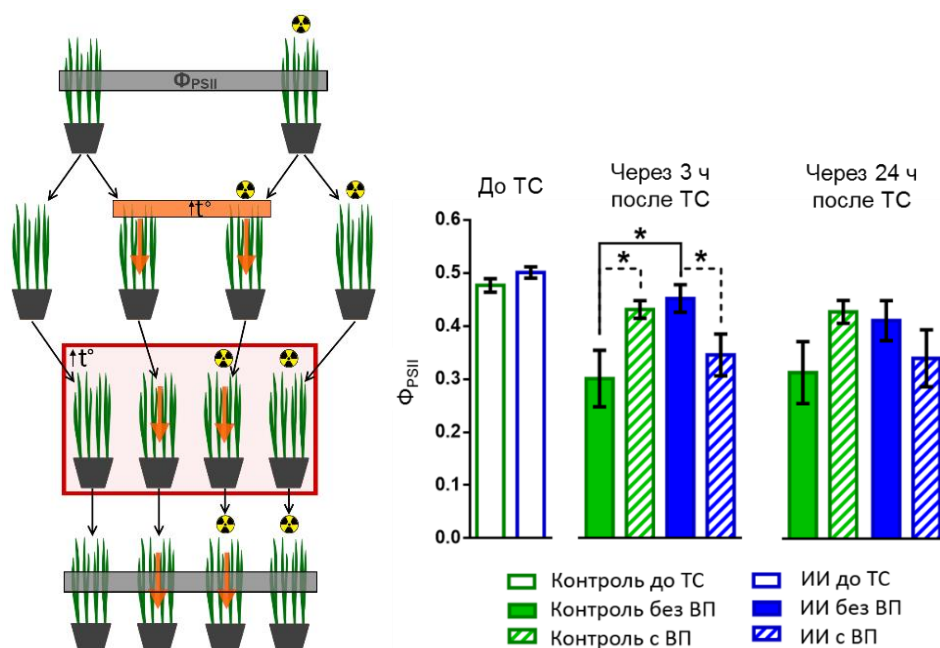 Φ_PSII
↑t°
↑t°
До ТС
Через 3 ч
после ТС
Через 24 ч
после ТС
Φ_PSII
0.6
0.5
0.4
0.3
0.2
0.1
0.0
*
*
*
Контроль до ТС
Контроль без ВП
Контроль с ВП
ИИ до ТС
ИИ без ВП
ИИ с ВП